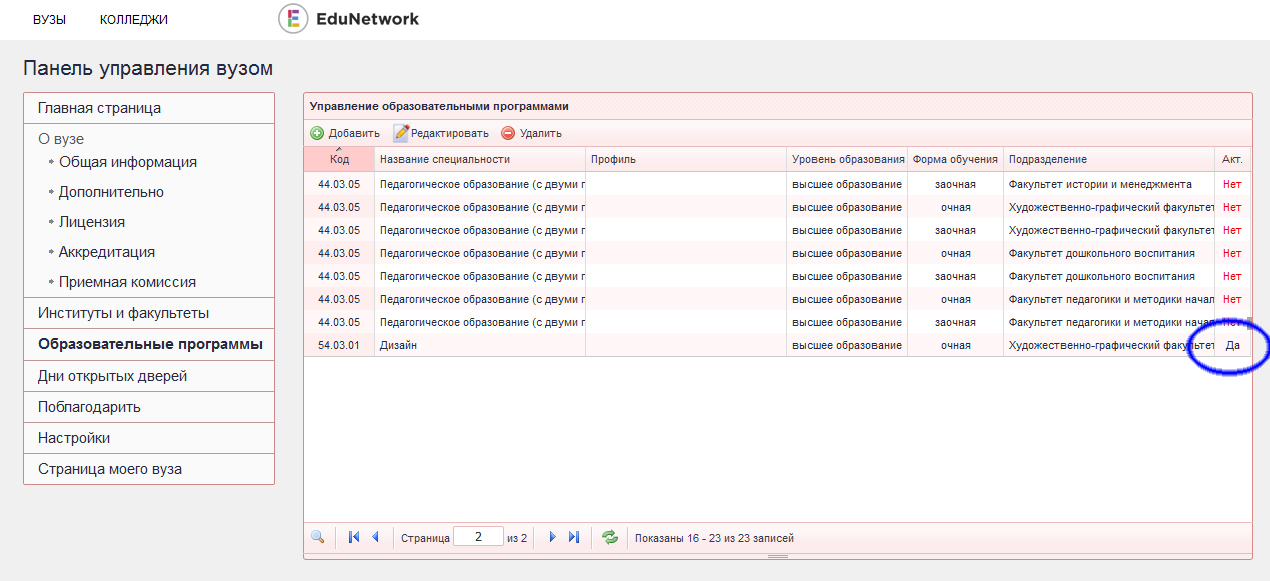 ВУЗЫ КОЛЛЕДЖИ EduNetwork
Панель управления вузом
Главная страница
О вузе
Общая информация
Дополнительно
Лицензия
Аккредитация
Приемная комиссия
Институты и факультеты
Образовательные программы
Дни открытых дверей
Поблагодарить
Настройки
Страница моего вуза
Управление образовательными программами
Добавить Редактировать Удалить
Код Название специальности Профиль Уровень образования Форма обучения Подразделение Акт.
44.03.05 Педагогическое образование (с двуми п высшее образование заочная Факультет истории и менеджмента Нет
44.03.05 Педагогическое образование (с двуми п высшее образование очная Художественно-графический факультет Нет
44.03.05 Педагогическое образование (с двуми п высшее образование заочная Художественно-графический факультет Нет
44.03.05 Педагогическое образование (с двуми п высшее образование очная Факультет дошкольного воспитания Нет
44.03.05 Педагогическое образование (с двуми п высшее образование заочная Факультет дошкольного воспитания Нет
44.03.05 Педагогическое образование (с двуми п высшее образование очная Факультет педагогики и методики начал Нет
44.03.05 Педагогическое образование (с двуми п высшее образование заочная Факультет педагогики и методики начал Нет
54.03.01 Дизайн высшее образование очная Художественно-графический факультет Да
Страница 2 из 2 Показаны 16 - 23 из 23 записей